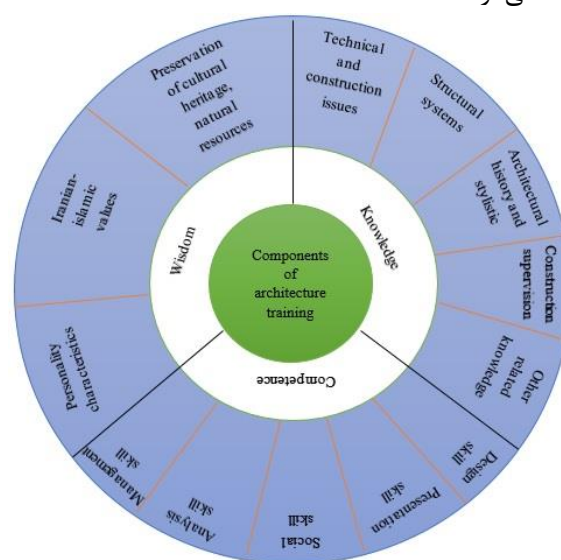 Technical
and
construction
issues
Structural
systems
Architectural
history and
stylistic
Construction
supervision
Other
related
knowledge
Design
skill
Presentation
skill
Social
skill
Analysis
skill
Management
skill
Personality
characteristics
Iranian-
islamic
values
Preservation
of cultural
heritage,
natural
resources
Knowledge
Competence
Wisdom
Components
of
architecture
training